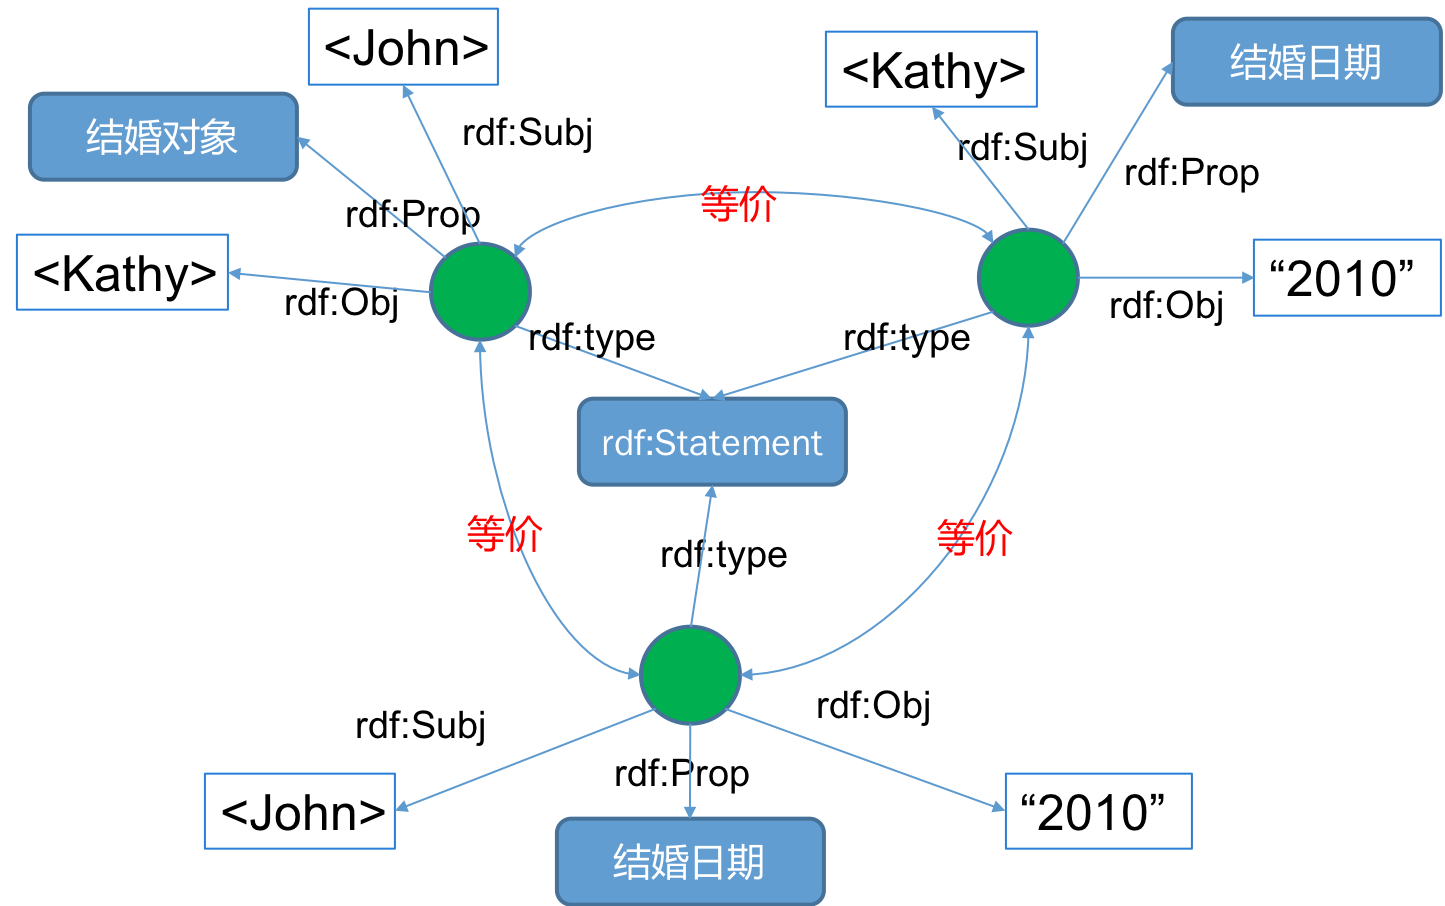 <John>
<Kathy>
结婚日期
结婚对象
rdf:Subj
rdf:Subj
rdf:Prop
rdf:Prop
等价
<Kathy>
rdf:Obj
rdf:Obj
“2010”
rdf:type
rdf:type
rdf:Statement
等价
rdf:type
等价
rdf:Subj
rdf:Obj
rdf:Prop
<John>
“2010”
结婚日期